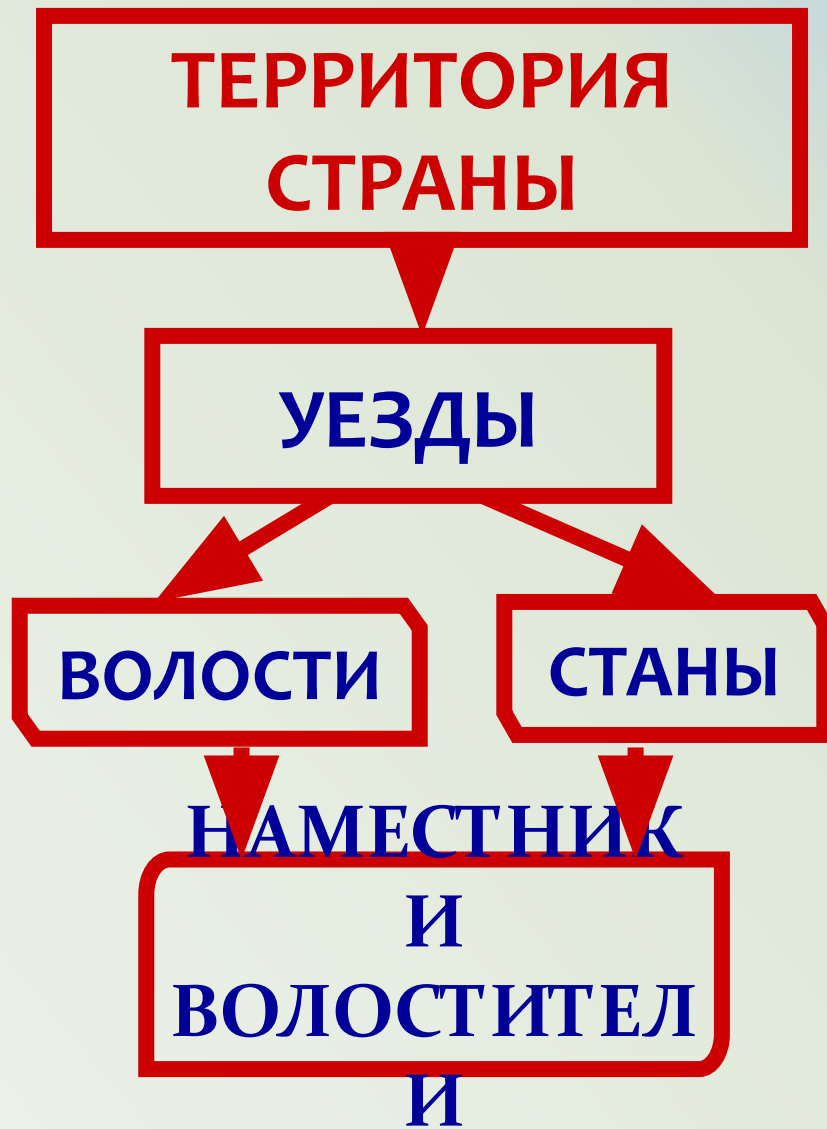 ТЕРРИТОРИЯ
СТРАНЫ
УЕЗДЫ
ВОЛОСТИ
СТАНЫ
НАМЕСТНИК
И
ВОЛОСТИТЕЛ
И